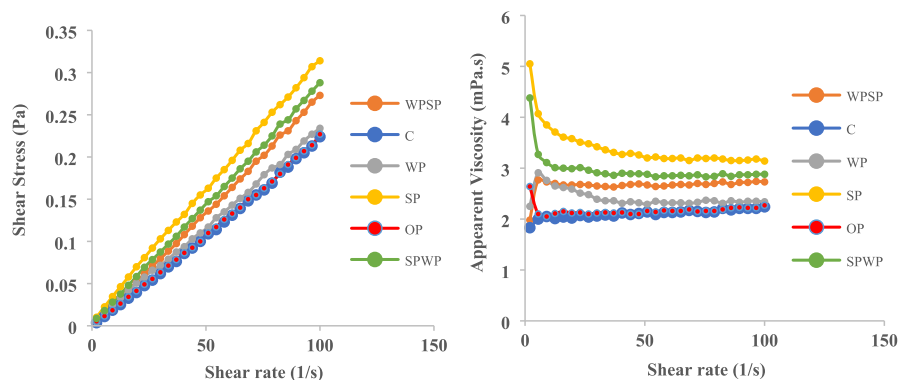 0.35
0.3
0.25
0.2
0.15
0.1
0.05
0
0 50 100 150
Shear Stress (Pa)
Shear rate (1/s)
WPSP
C
WP
SP
OP
SPWP
6
5
4
3
2
1
0
0 50 100 150
Appearent Viscosity (mPa.s)
Shear rate (1/s)
WPSP
C
WP
SP
OP
SPWP